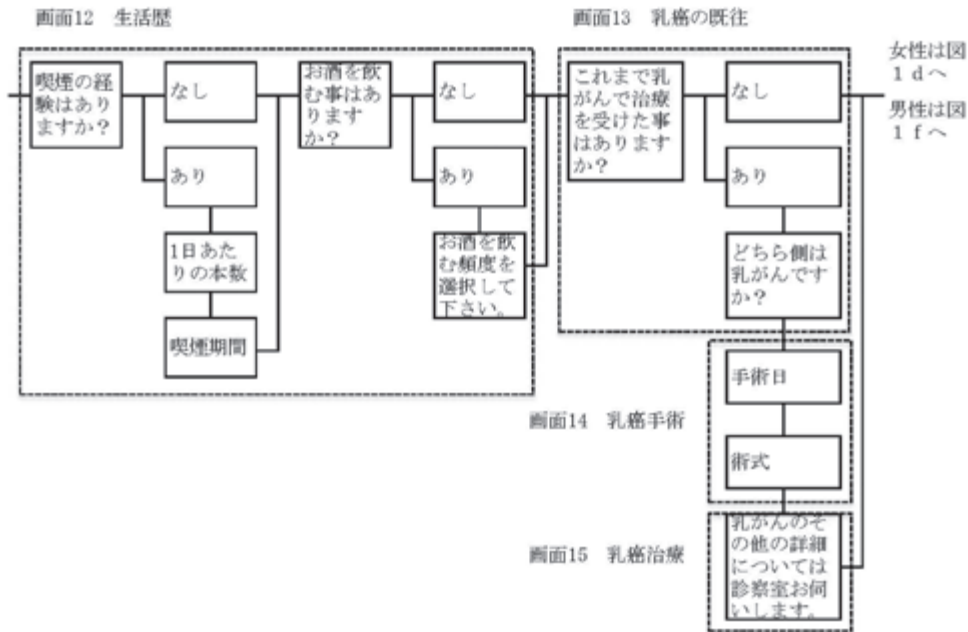 画面12 生活歴
喫煙の経
験はあり
ますか？
なし
あり
1日あた
りの本数
喫煙期間
お酒を飲
む事はあ
ります
か？
なし
あり
お酒を飲
む頻度を
選択して
下さい。
画面13 乳癌の既往
これまで乳
がんで治療
を受けた事
はあります
か？
なし
あり
どちら側は
乳がんです
か？
女性は図
1dへ
男性は図
1fへ
画面14 乳癌手術
手術日
術式
画面15 乳癌治療
乳がんのそ
の他の詳細
については
診察室お伺
いします。